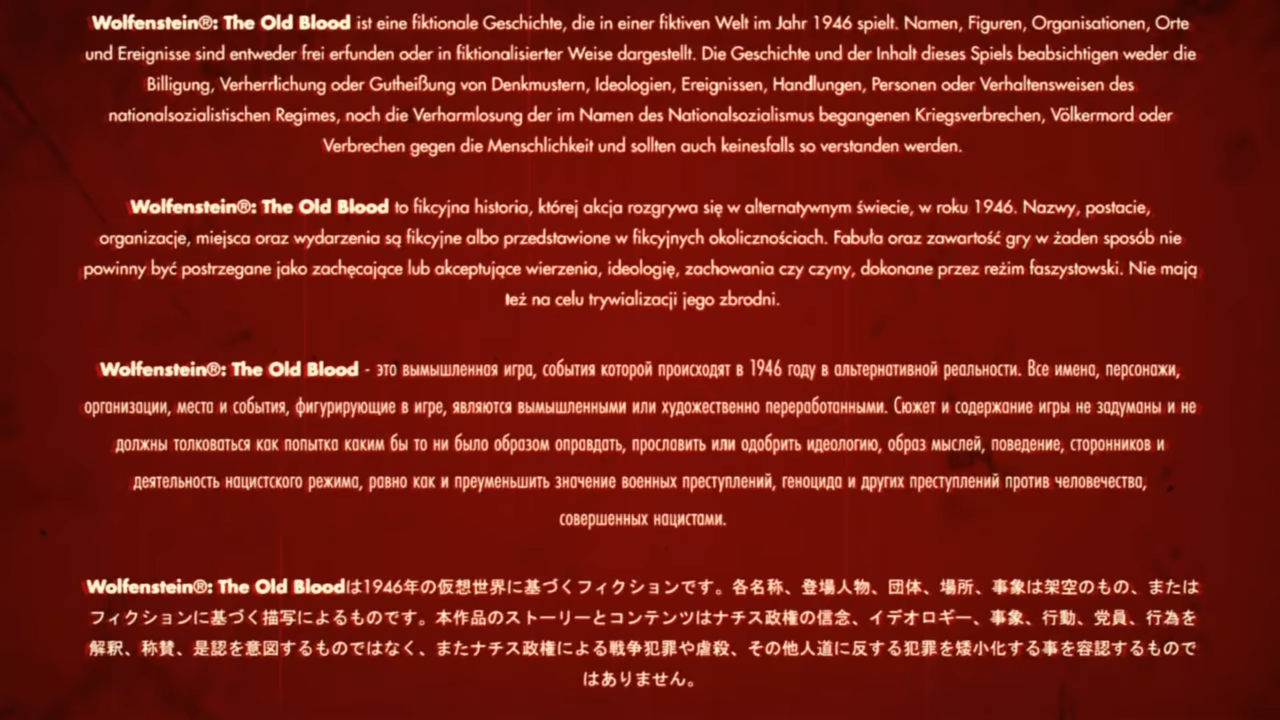 Wolfenstein®: The Old Blood ist eine fiktionale Geschichte, die in einer fiktiven Welt im Jahr 1946 spielt. Namen, Figuren, Organisationen, Orte
und Ereignisse sind entweder frei erfunden oder in fiktionalisierter Weise dargestellt. Die Geschichte und der Inhalt dieses Spiels beabsichtigen weder die
Billigung, Verherrlichung oder Gutheißung von Denkmustern, Ideologien, Ereignissen, Handlungen, Personen oder Verhaltensweisen des
nationalsozialistischen Regimes, noch die Verharmlosung der im Namen des Nationalsozialismus begangenen Kriegsverbrechen, Völkermord oder
Verbrechen gegen die Menschlichkeit und sollten auch keinesfalls so verstanden werden.
Wolfenstein®: The Old Blood to fikcyjna historia, której akcja rozgrywa się w alternatywnym świecie, w roku 1946. Nazwy, postacie,
organizacje, miejsca oraz wydarzenia są fikcyjne albo przedstawione w fikcyjnych okolicznościach. Fabuła oraz zawartość gry w żaden sposób nie
powinny być postrzegane jako zachęcające lub akceptujące wierzenia, ideologię, zachowania czy czyny, dokonane przez reżim faszystowski. Nie mają
też na celu trywializacji jego zbrodni.
Wolfenstein®: The Old Blood - это вымышленная игра, события которой происходят в 1946 году в альтернативной реальности. Все имена, персонажи,
организации, места и события, фигурирующие в игре, являются вымышленными или художественно переработанными. Сюжет и содержание игры не задуманы и не
должны толковаться как попытка каким бы то ни было образом оправдать, прославить или одобрить идеологию, образ мыслей, поведение, сторонников и
деятельность нацистского режима, равно как и преуменьшить значение военных преступлений, геноцида и других преступлений против человечества,
совершенных нацистами.
Wolfenstein®: The Old Bloodは1946年の仮想世界に基づくフィクションです。各名称、登場人物、団体、場所、事象は架空のもの、または
フィクションに基づく描写によるものです。本作品のストーリーとコンテンツはナチス政権の信念、イデオロギー、事象、行動、党員、行為を
解釈、称賛、是認を意図するものではなく、またナチス政権による戦争犯罪や虐殺、その他人道に反する犯罪を矮小化する事を容認するもので
はありません。